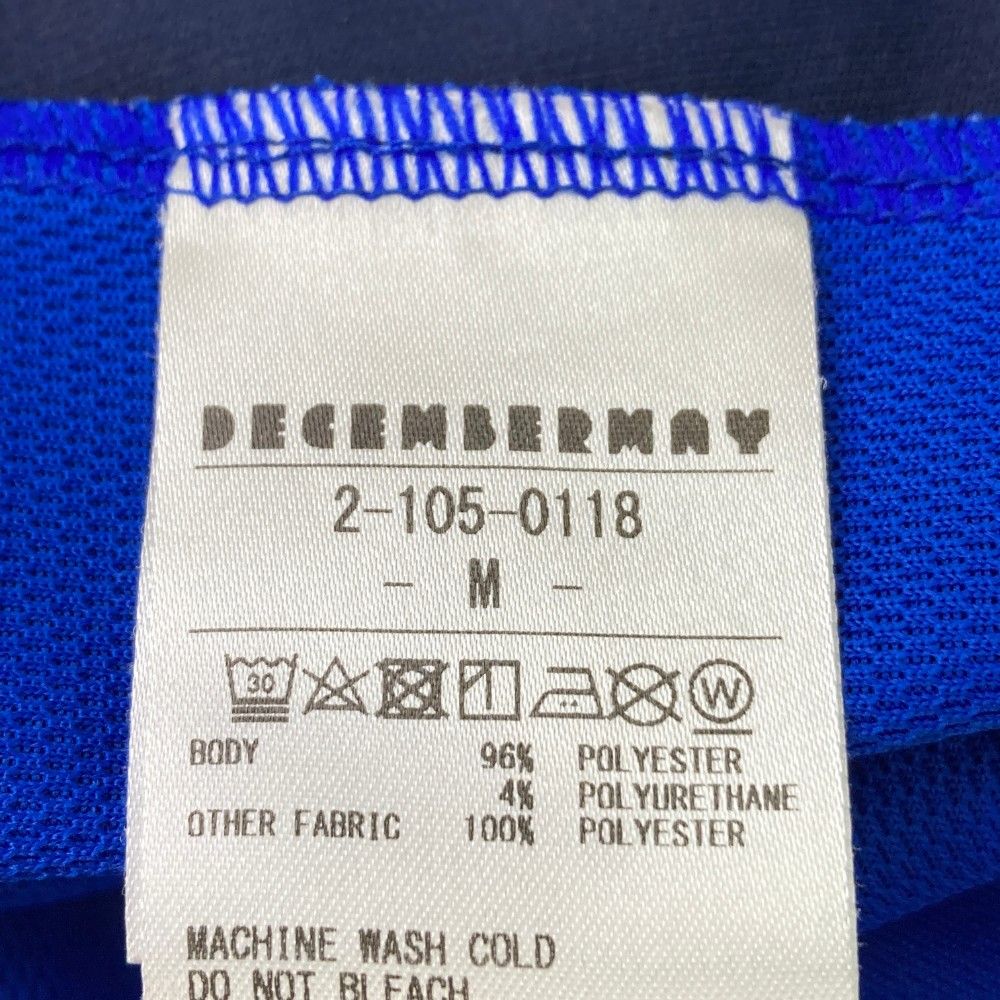 DECEMBERMAY
2-105-0118
- M -
30 W
BODY 96% POLYESTER
4% POLYURETHANE
OTHER FABRIC 100% POLYESTER
MACHINE WASH COLD
DO NOT BLEACH